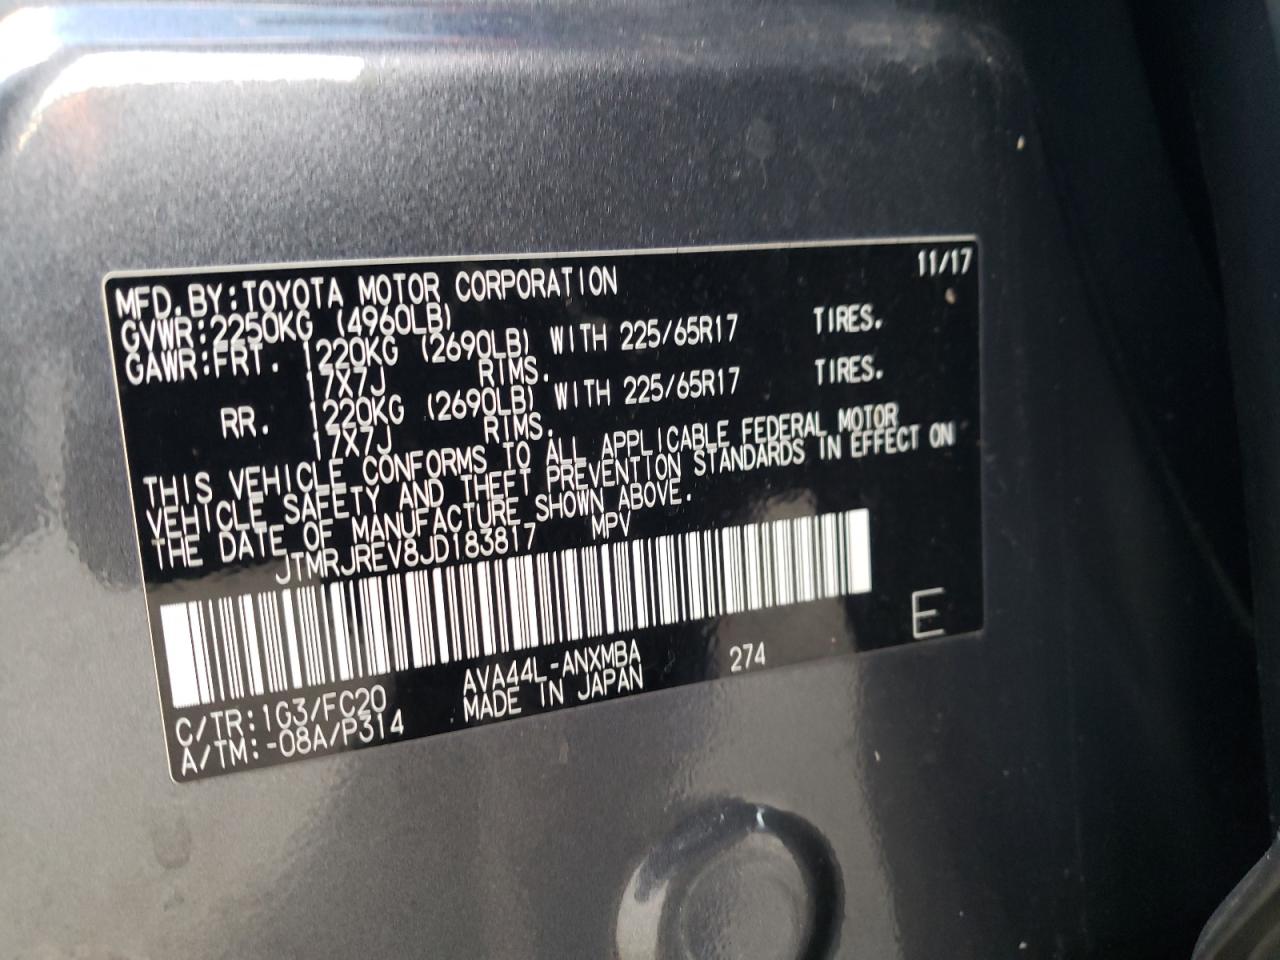 11/17
MFD.BY:TOYOTA MOTOR CORPORATION
GVWR:2250KG (4960LB)
GAWR:FRT. 1220KG (2690LB) WITH 225/65R17 TIRES.
17X7J RIMS.
RR. 1220KG (2690LB) WITH 225/65R17 TIRES.
17X7J RIMS.
THIS VEHICLE CONFORMS TO ALL APPLICABLE FEDERAL MOTOR
VEHICLE SAFETY AND THEFT PREVENTION STANDARDS IN EFFECT ON
THE DATE OF MANUFACTURE SHOWN ABOVE.
JTMRJREV8JD183817 MPV
E
C/TR:1G3/FC20 AVA44L-ANXMBA 274
A/TM:-08A/P314 MADE IN JAPAN